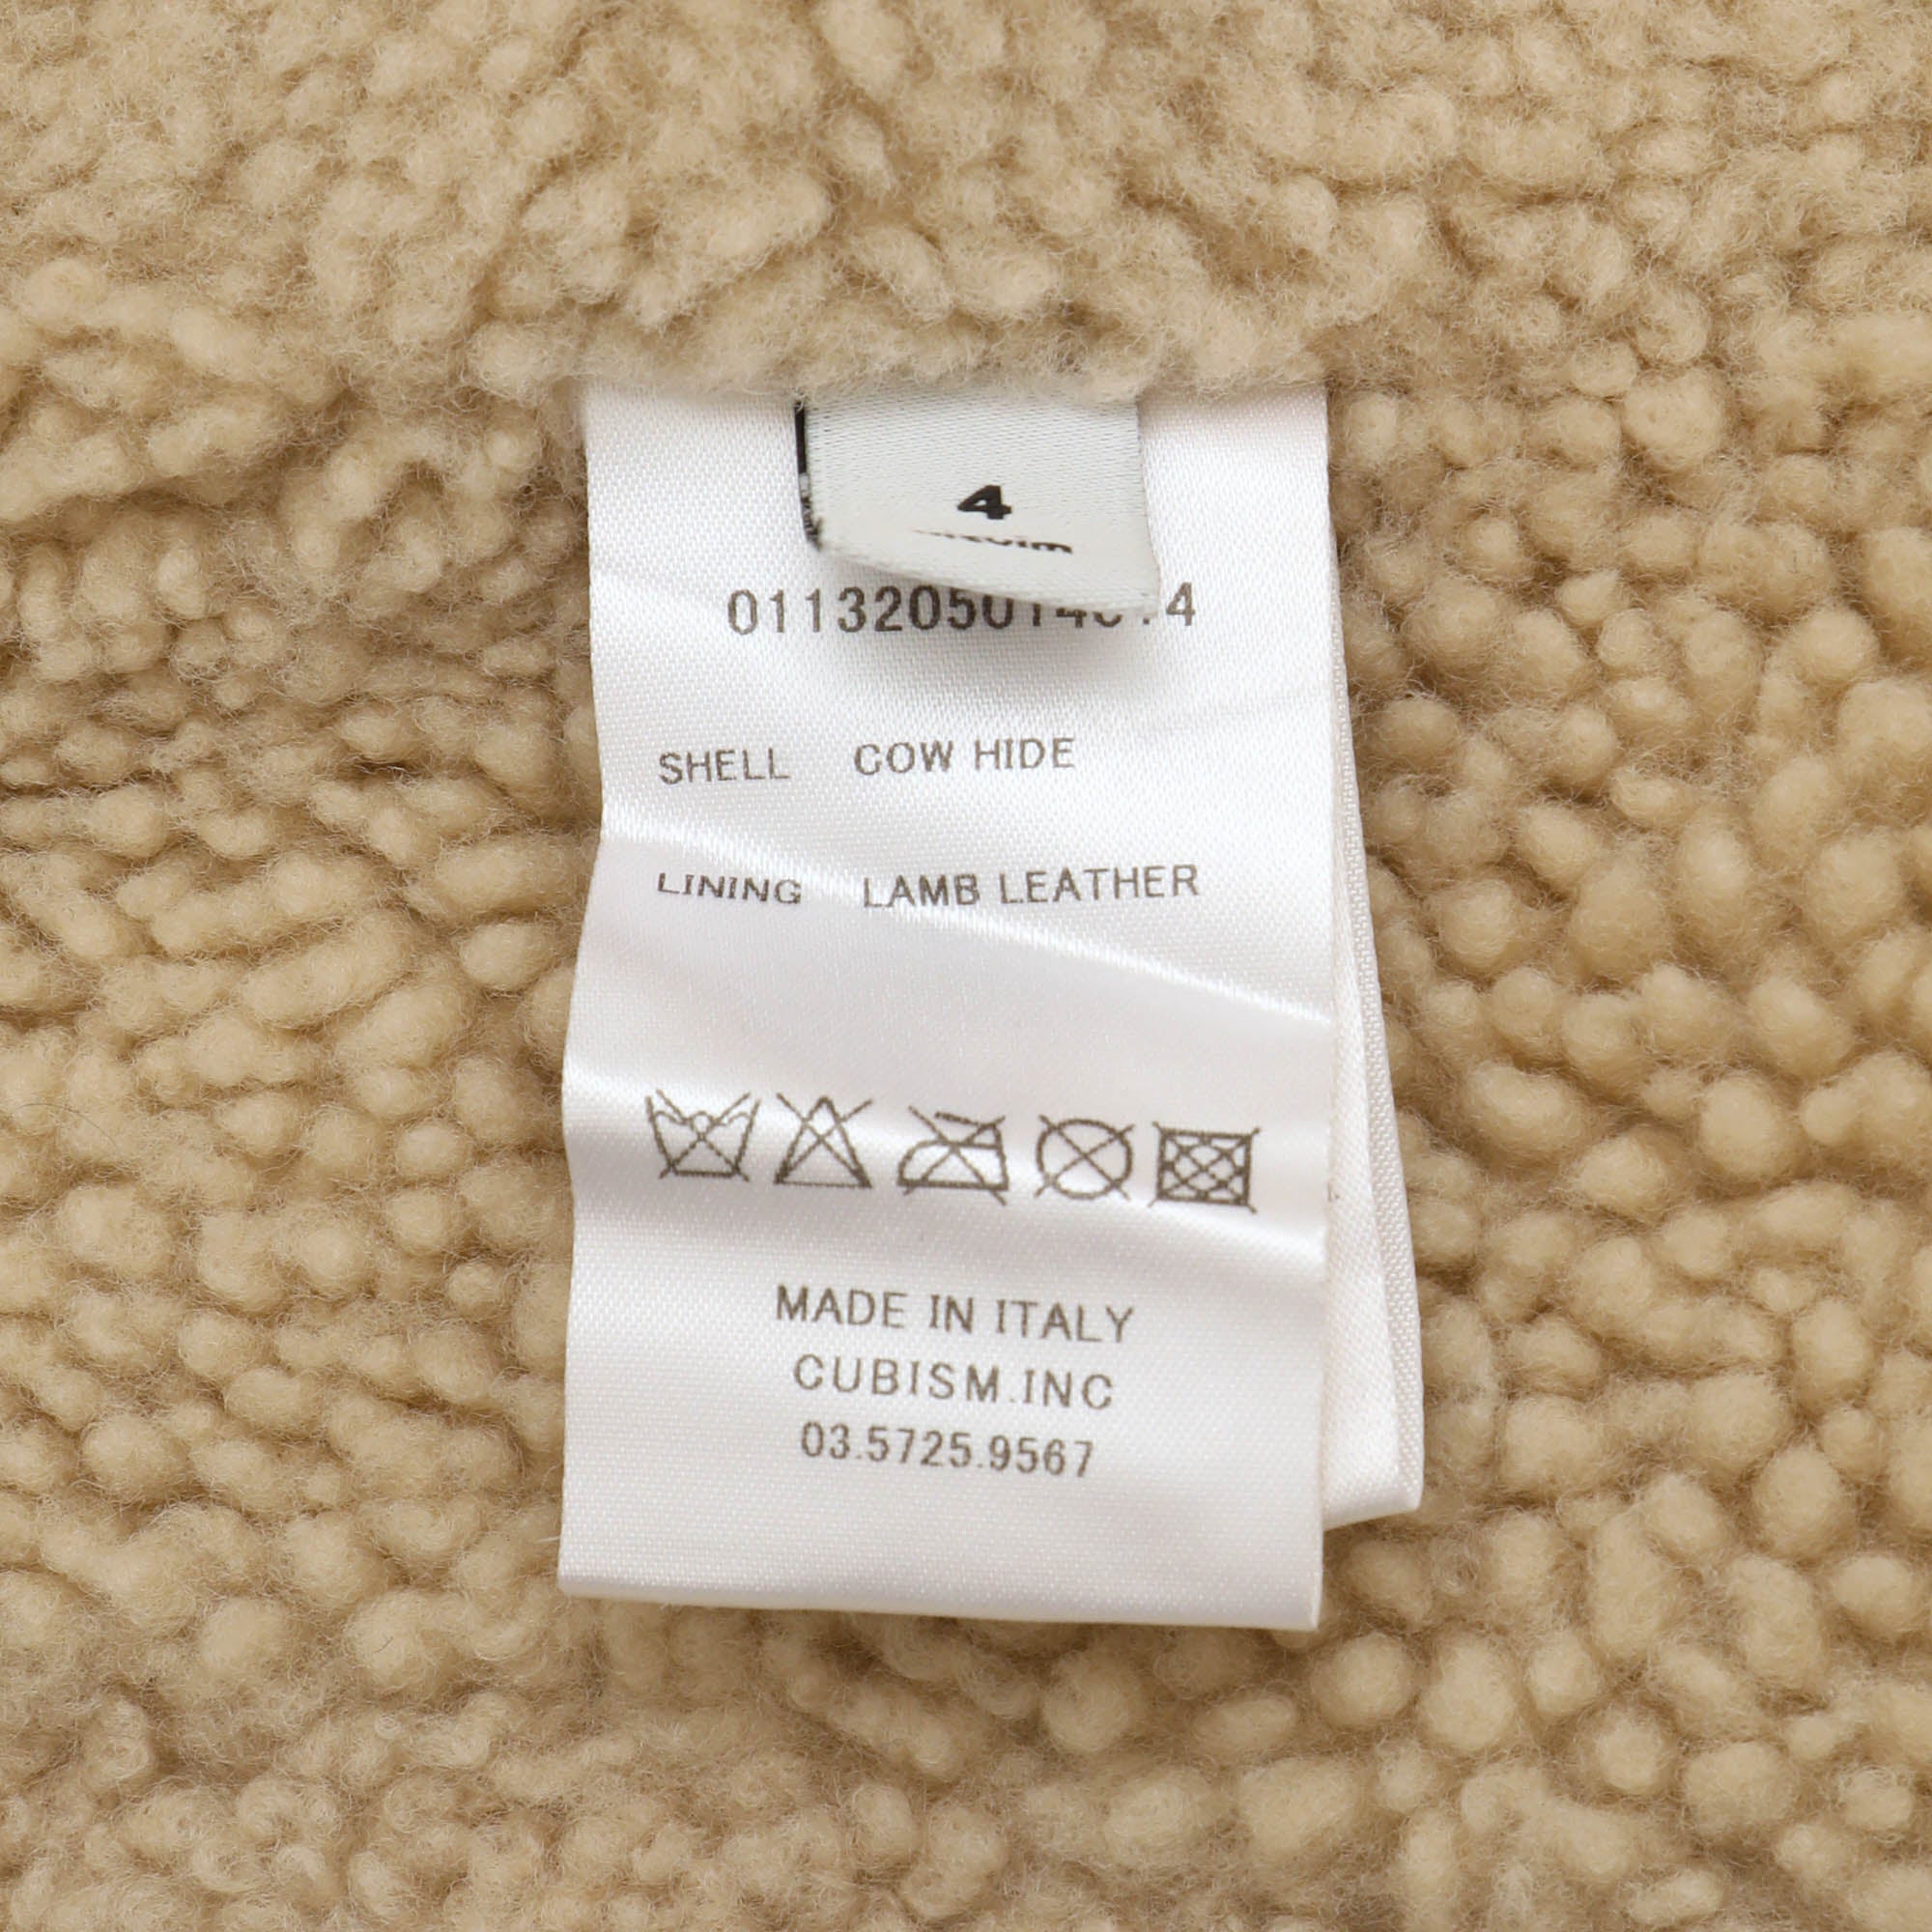 4
SHELL COW HIDE
LINING LAMB LEATHER
MADE IN ITALY
CUBISM.INC
03.5725.9567